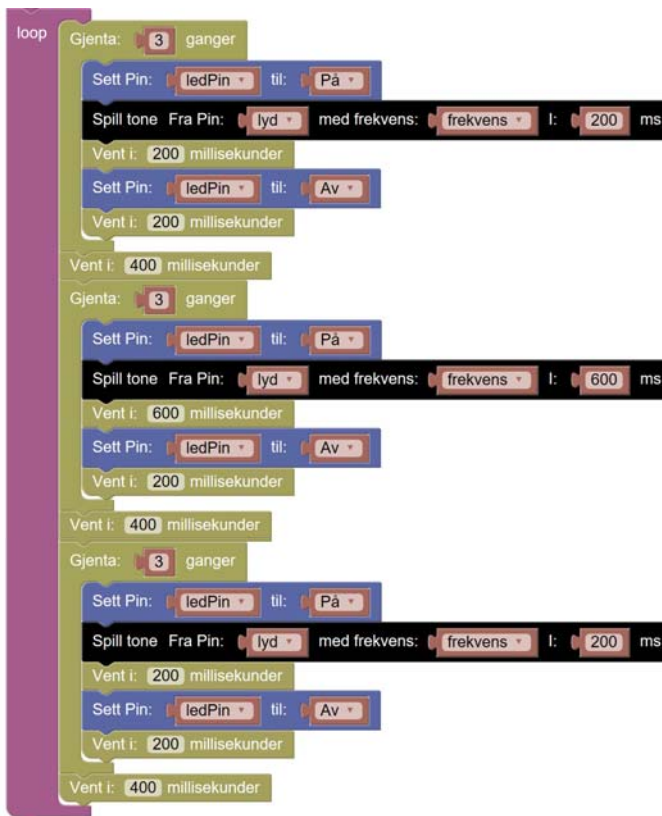 loop
Gjenta: 3 ganger
Sett Pin: ledPin til: På
Spill tone Fra Pin: lyd med frekvens: frekvens I: 200 ms
Vent i: 200 millisekunder
Sett Pin: ledPin til: Av
Vent i: 200 millisekunder
Vent i: 400 millisekunder
Gjenta: 3 ganger
Sett Pin: ledPin til: På
Spill tone Fra Pin: lyd med frekvens: frekvens I: 600 ms
Vent i: 600 millisekunder
Sett Pin: ledPin til: Av
Vent i: 200 millisekunder
Vent i: 400 millisekunder
Gjenta: 3 ganger
Sett Pin: ledPin til: På
Spill tone Fra Pin: lyd med frekvens: frekvens I: 200 ms
Vent i: 200 millisekunder
Sett Pin: ledPin til: Av
Vent i: 200 millisekunder
Vent i: 400 millisekunder